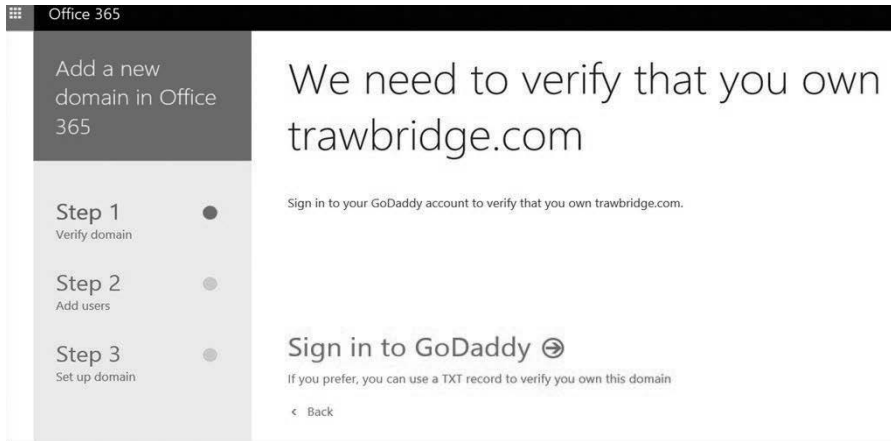 Office 365
Add a new
domain in Office
365
Step 1
Verify domain
Step 2
Add users
Step 3
Set up domain
We need to verify that you own
trawbridge.com
Sign in to your GoDaddy account to verify that you own trawbridge.com.
Sign in to GoDaddy
If you prefer, you can use a TXT record to verify you own this domain
< Back